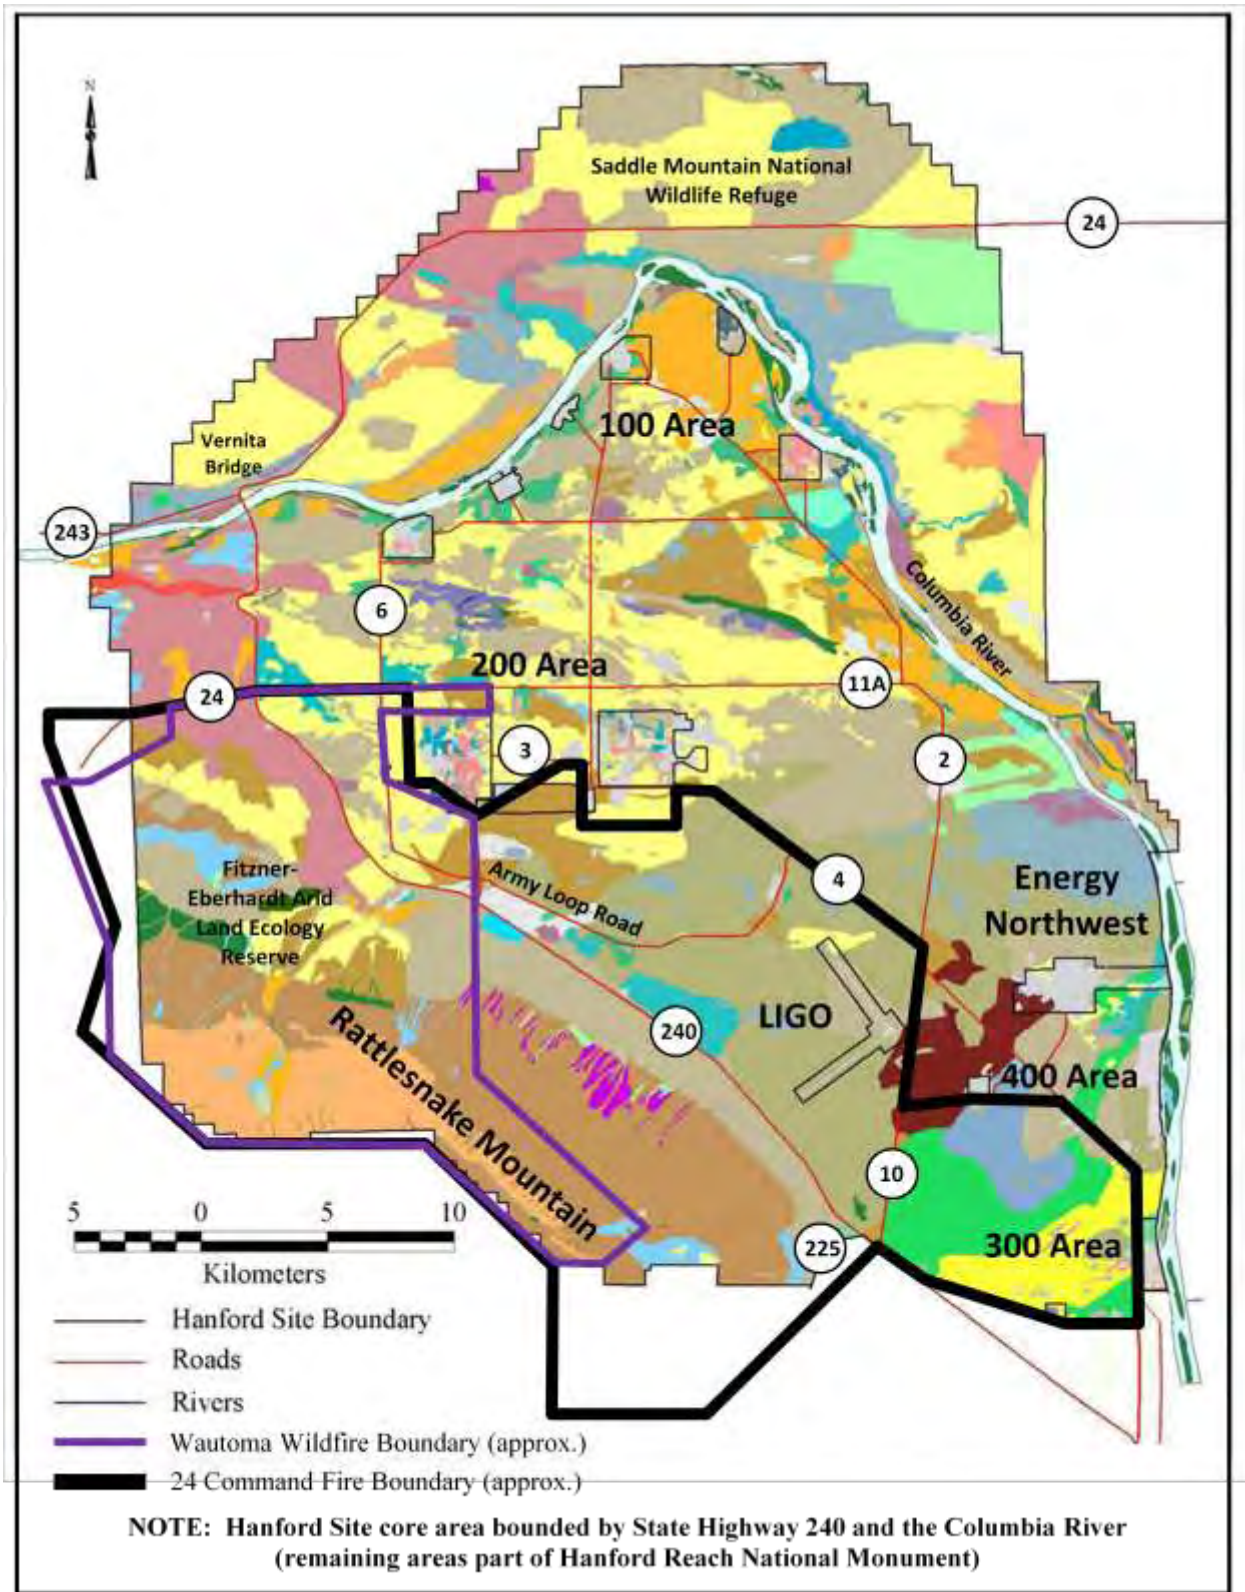 N
Saddle Mountain National
Wildlife Refuge
24
100 Area
Vernita
Bridge
243
Columbia River
6
200 Area
24
11A
3
2
Energy
Northwest
4
Fitzner-
Eberhardt Arid
Land Ecology
Reserve
Army Loop Road
LIGO
240
Rattlesnake Mountain
400 Area
10
300 Area
225
5 0 5 10
Kilometers
Hanford Site Boundary
Roads
Rivers
Wautoma Wildfire Boundary (approx.)
24 Command Fire Boundary (approx.)
NOTE: Hanford Site core area bounded by State Highway 240 and the Columbia River
(remaining areas part of Hanford Reach National Monument)